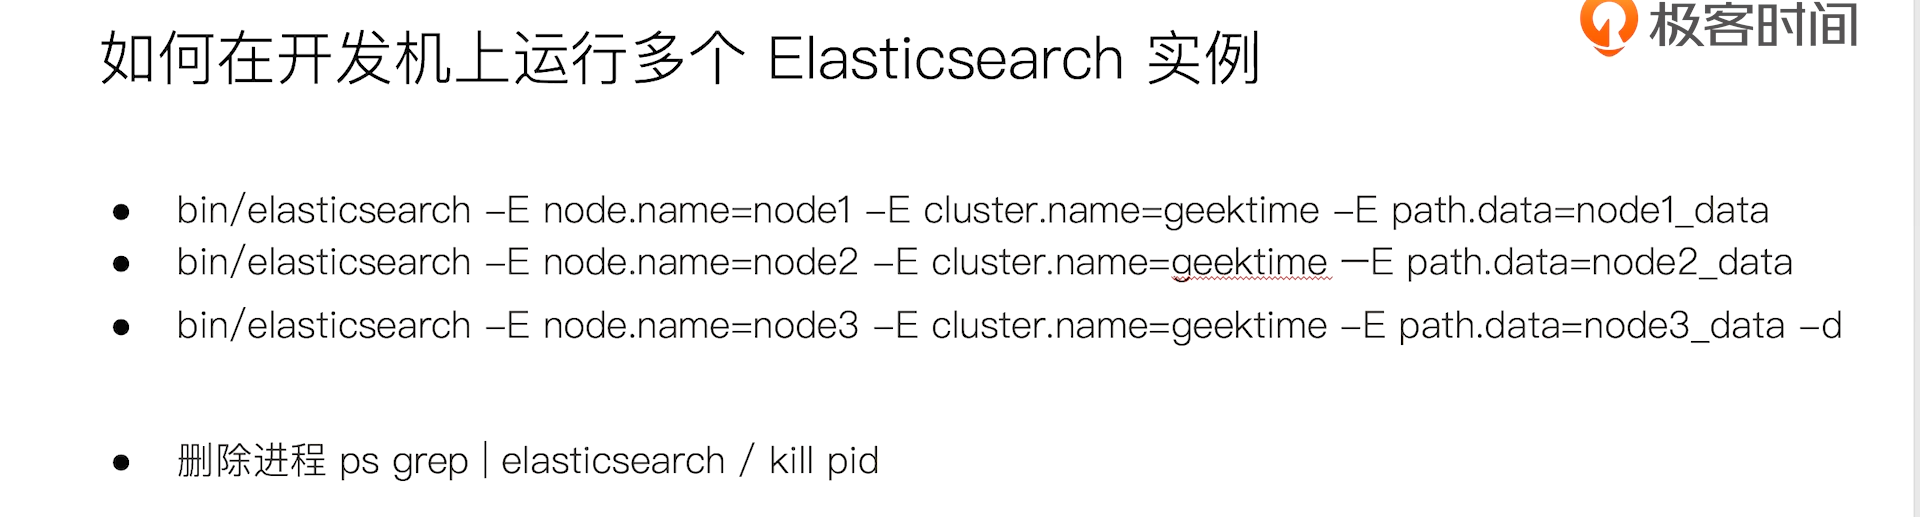 极客时间
如何在开发机上运行多个 Elasticsearch 实例
● bin/elasticsearch –E node.name=node1 –E cluster.name=geektime –E path.data=node1_data
● bin/elasticsearch –E node.name=node2 –E cluster.name=geektime —E path.data=node2_data
● bin/elasticsearch –E node.name=node3 –E cluster.name=geektime –E path.data=node3_data –d
● 删除进程 ps grep | elasticsearch / kill pid